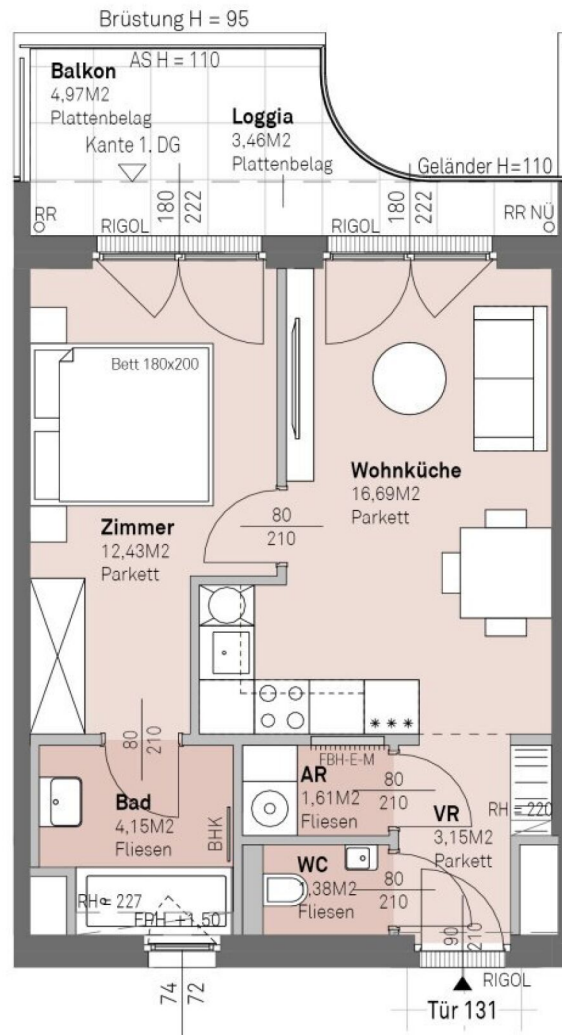 Brüstung H = 95
Balkon
4,97M2
Plattenbelag
AS H = 110
Loggia
3,46M2
Plattenbelag
Kante 1. DG
Geländer H=110
RR
RIGOL
180
222
RIGOL
180
222
RR NÜ
Bett 180x200
Wohnküche
16,69M2
Parkett
Zimmer
12,43M2
Parkett
80
210
80
210
Bad
4,15M2
Fliesen
BHK
FBH-E-M
AR
1,61M2
Fliesen
80
210
VR
3,15M2
Parkett
RH = 220
WC
1,38M2
Fliesen
80
210
RH = 227
FPH +1,50
74
72
90
210
RIGOL
Tür 131